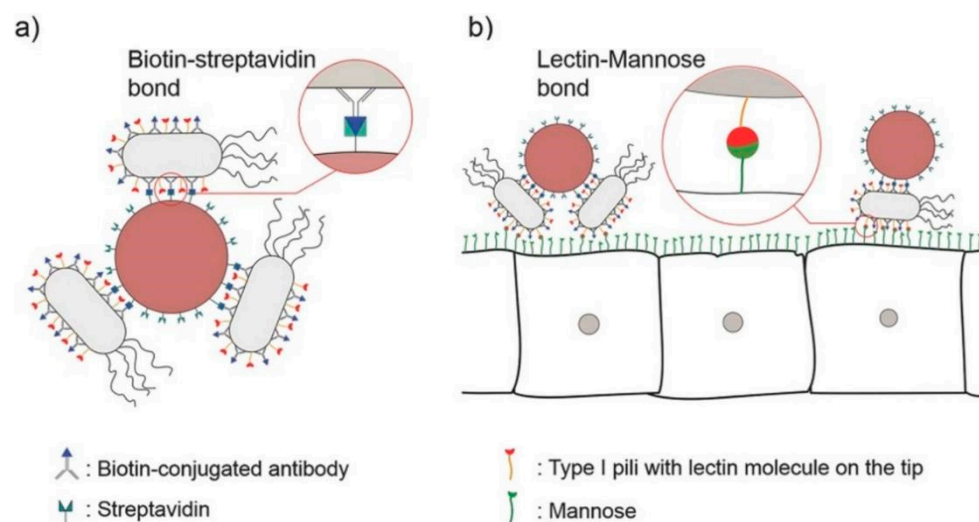 a)
Biotin-streptavidin
bond
b)
Lectin-Mannose
bond
: Biotin-conjugated antibody
: Streptavidin
: Type I pili with lectin molecule on the tip
: Mannose